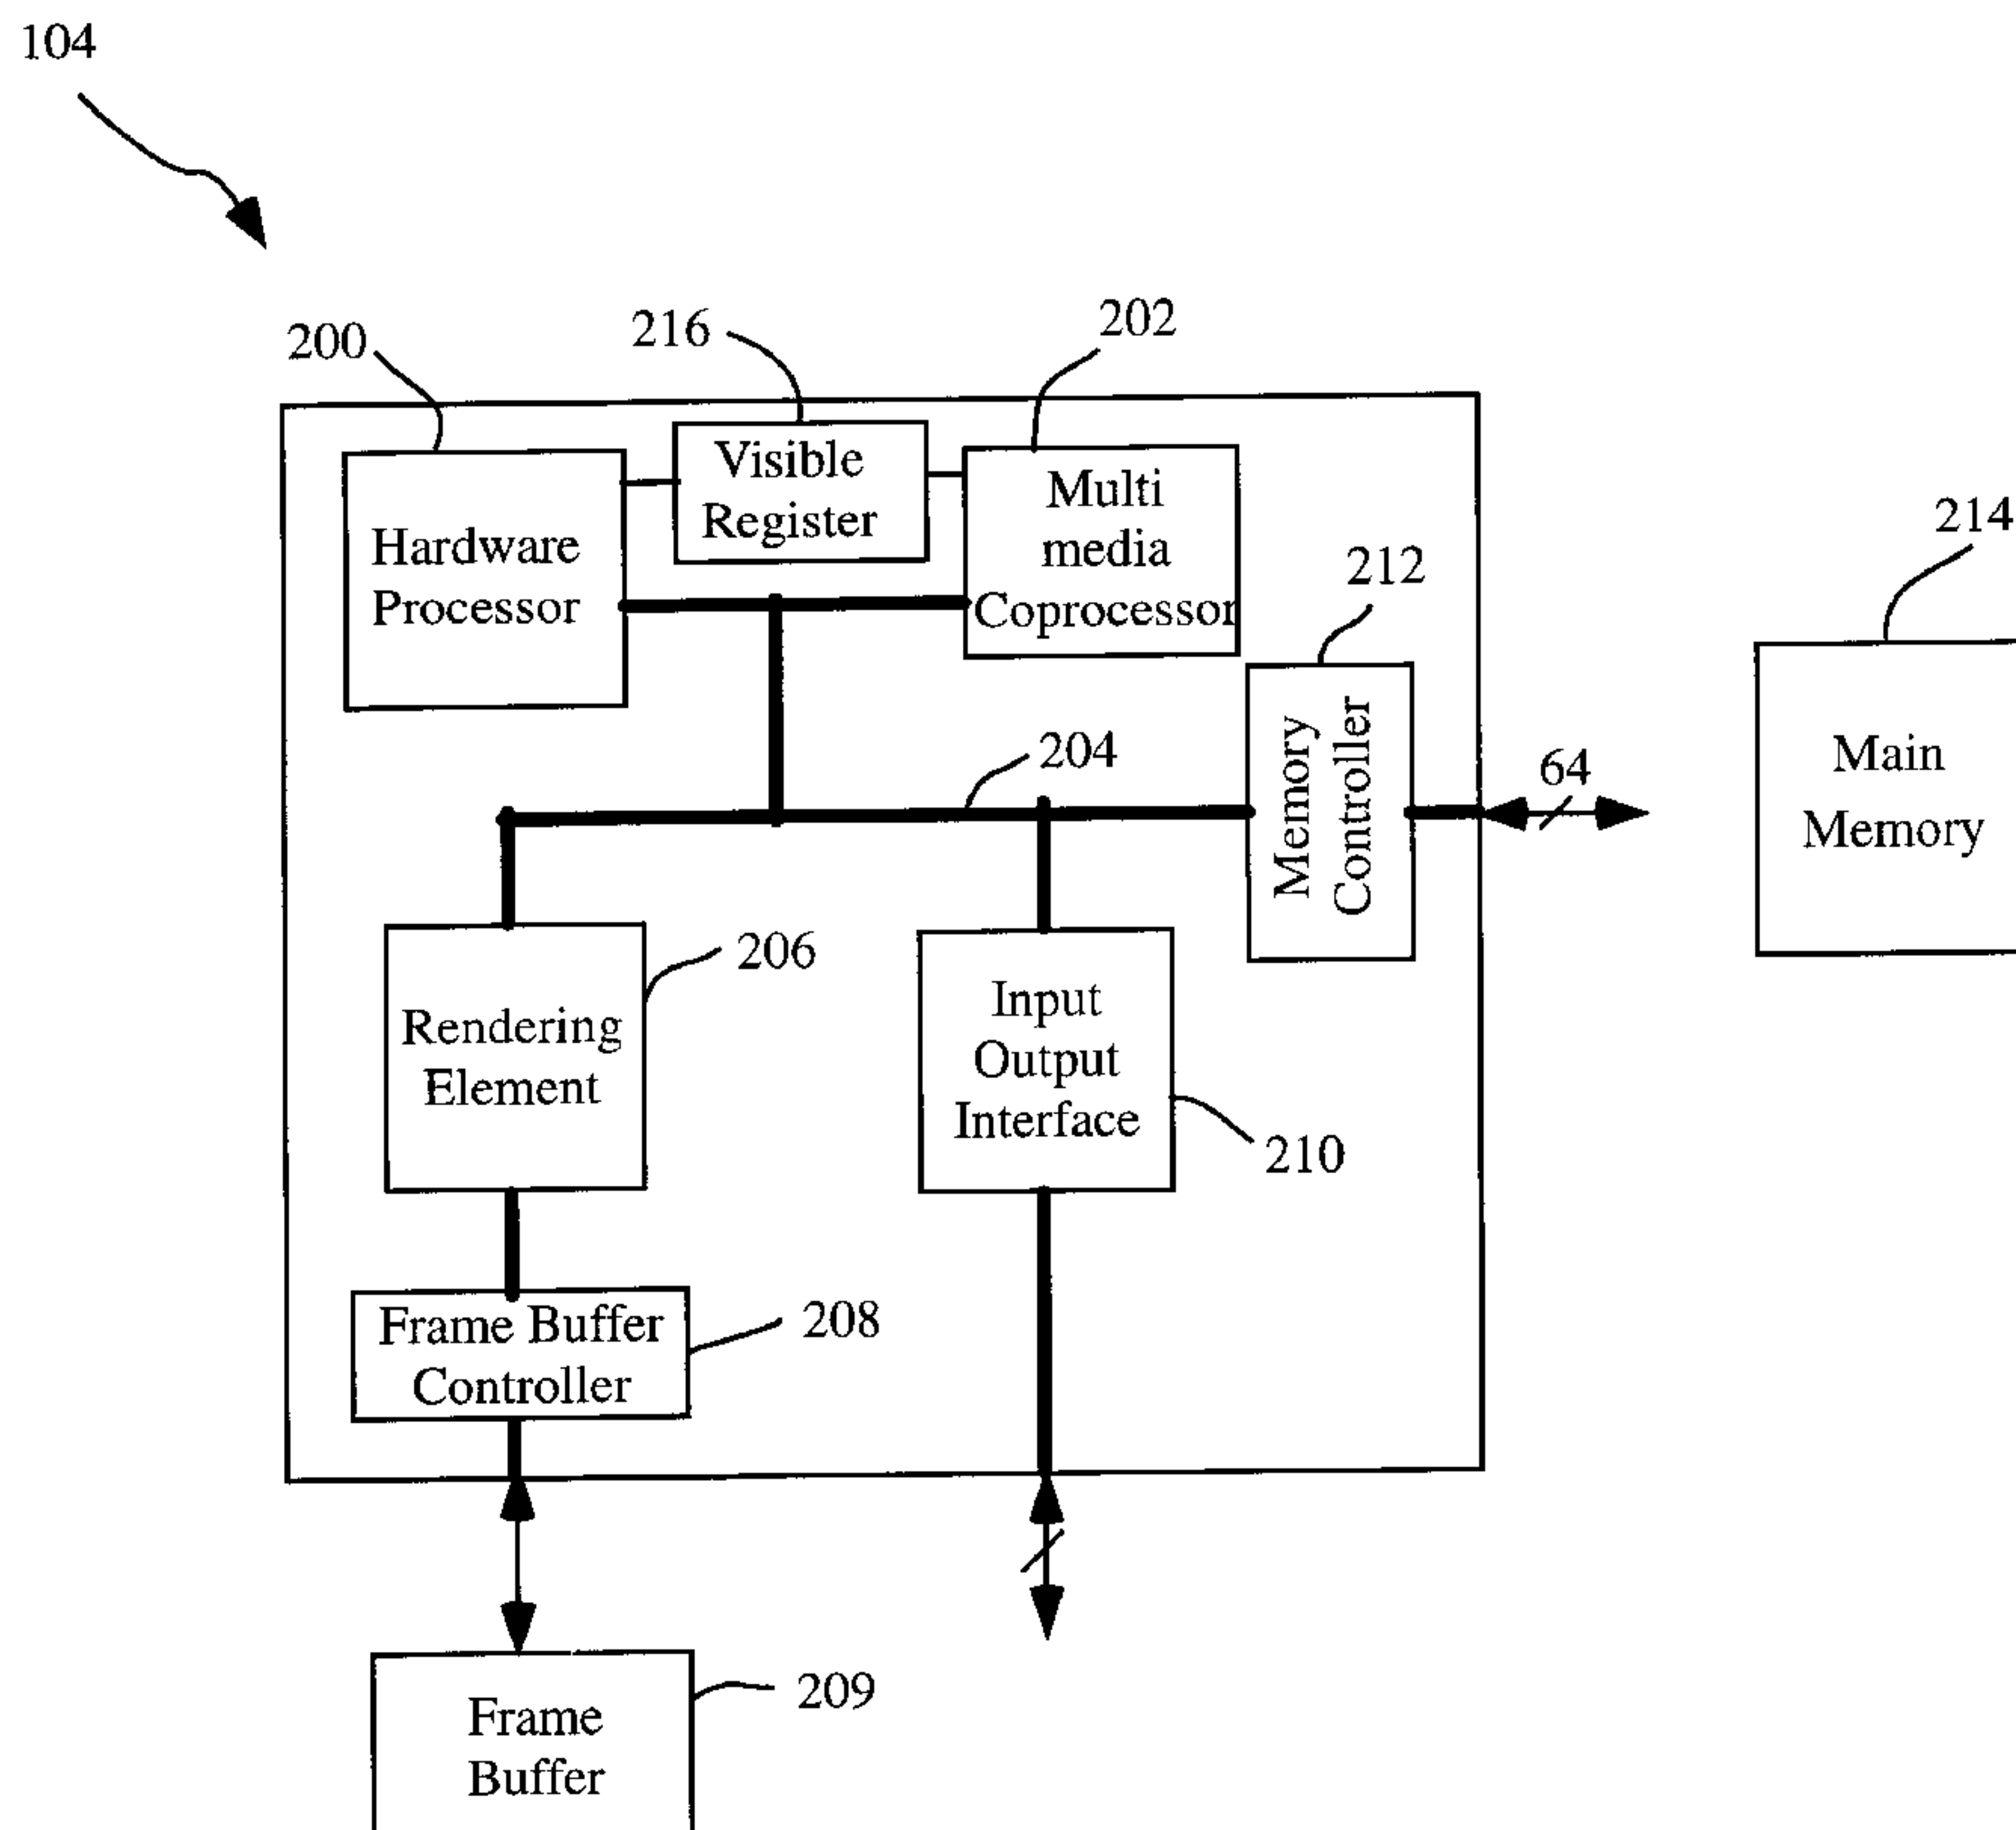 104
200
216
202
Visible
Register
Hardware
Processor
Multi
media
Coprocessor
212
214
Memory
Controller
204
64
Main
Memory
206
Rendering
Element
Input
Output
Interface
210
Frame Buffer
Controller
208
209
Frame
Buffer